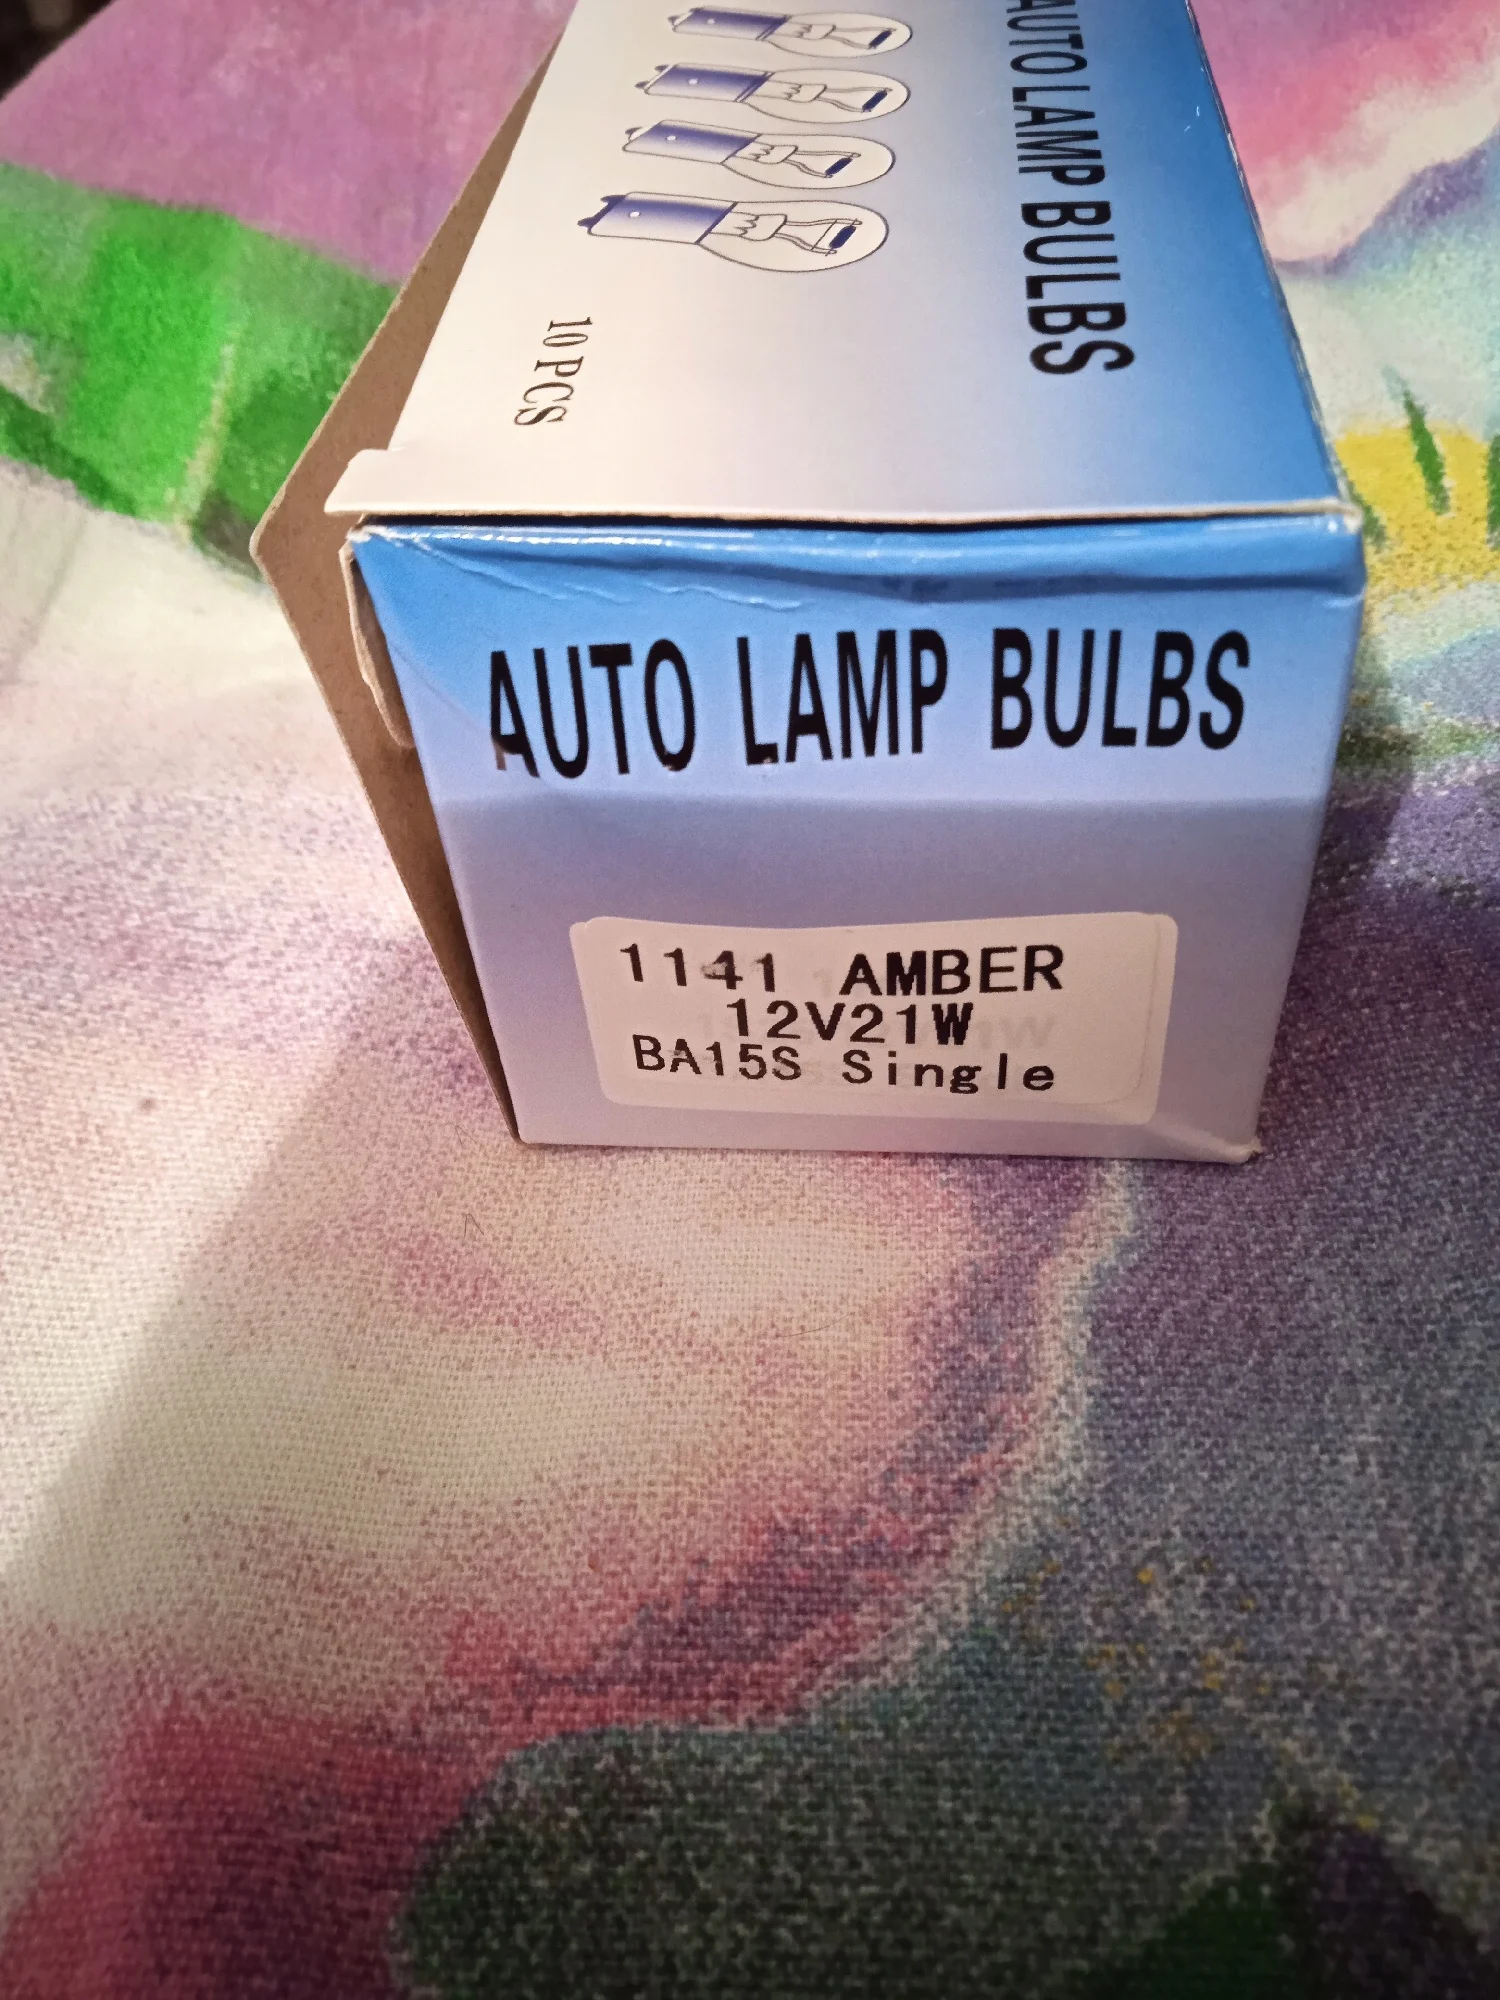 AUTO LAMP BULBS
10 PCS
AUTO LAMP BULBS
1141 AMBER
12V21W
BA15S Single